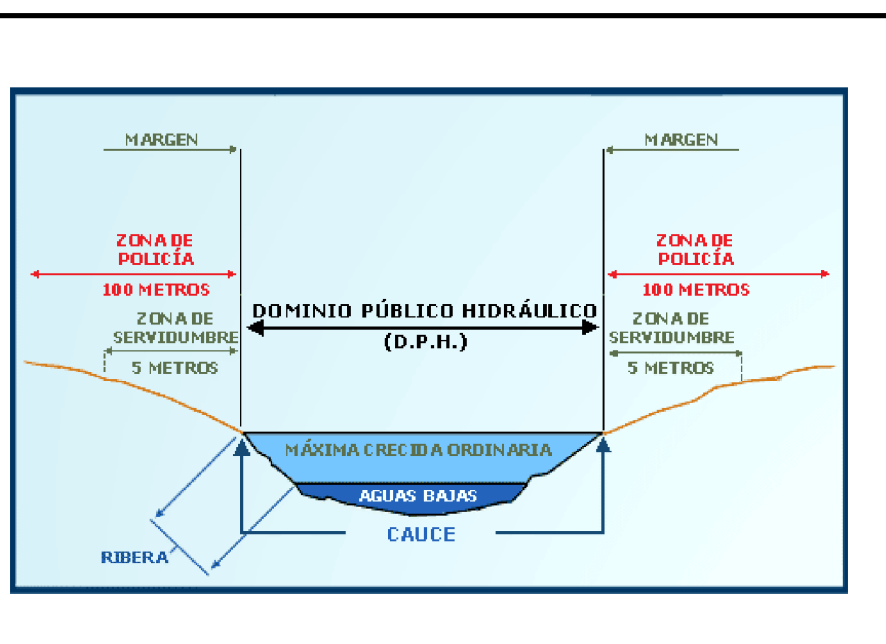 MARGEN
MARGEN
ZONA DE
POLICÍA
100 METROS
ZONA DE
POLICÍA
100 METROS
DOMINIO PÚBLICO HIDRÁULICO
(D.P.H.)
ZONA DE
SERVIDUMBRE
5 METROS
ZONA DE
SERVIDUMBRE
5 METROS
MÁXIMA CRECIDA ORDINARIA
AGUAS BAJAS
CAUCE
RIBERA